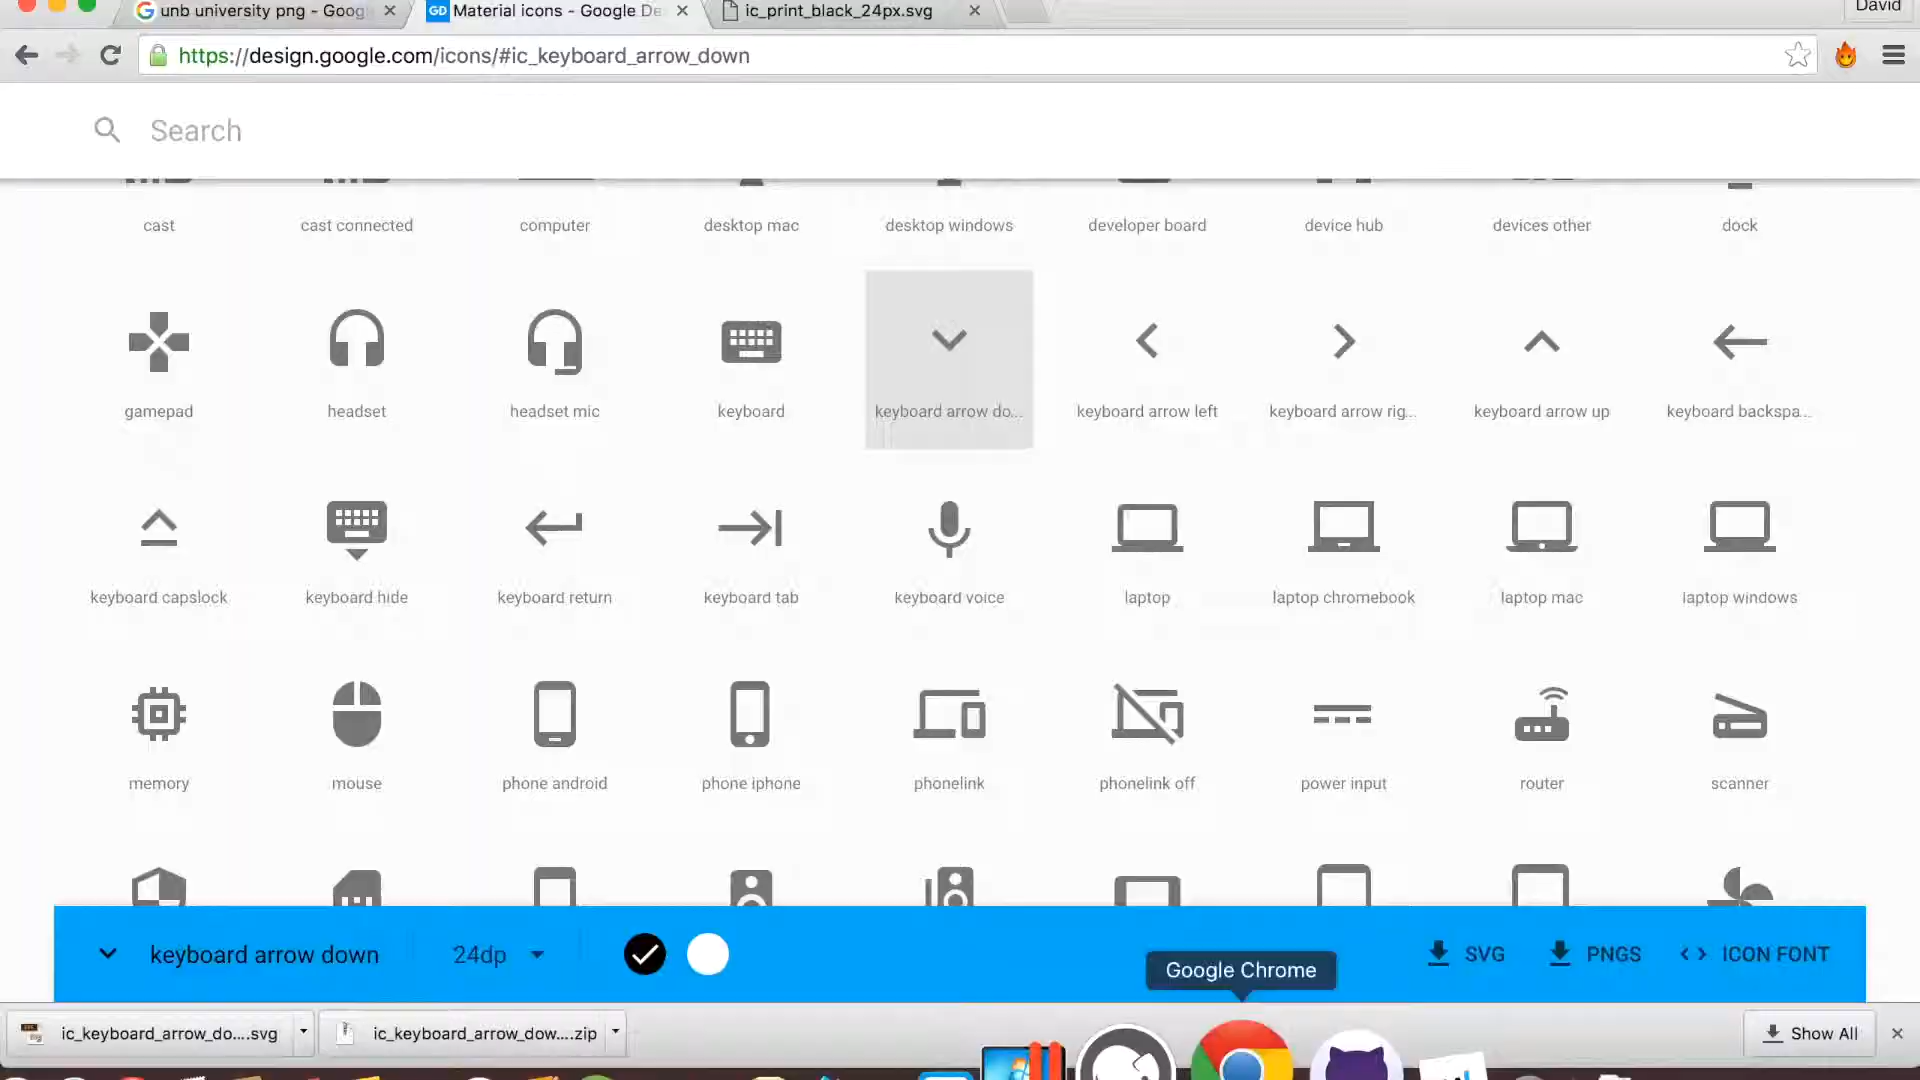 David
unb university png - Goog
Material icons - Google De
ic_print_black_24px.svg
https://design.google.com/icons/#ic_keyboard_arrow_down
Search
cast
cast connected
computer
desktop mac
desktop windows
developer board
device hub
devices other
dock
gamepad
headset
headset mic
keyboard
keyboard arrow do...
keyboard arrow left
keyboard arrow rig...
keyboard arrow up
keyboard backspa...
keyboard capslock
keyboard hide
keyboard return
keyboard tab
keyboard voice
laptop
laptop chromebook
laptop mac
laptop windows
memory
mouse
phone android
phone iphone
phonelink
phonelink off
power input
router
scanner
keyboard arrow down
24dp
SVG
PNGS
ICON FONT
Google Chrome
ic_keyboard_arrow_do....svg
ic_keyboard_arrow_dow....zip
Show All